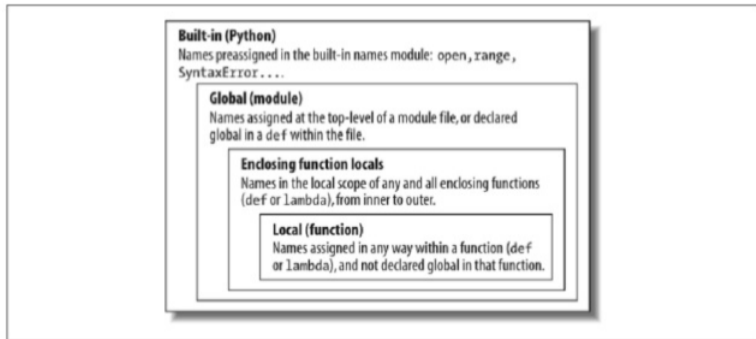 Built-in (Python)
Names preassigned in the built-in names module: open, range,
SyntaxError....
Global (module)
Names assigned at the top-level of a module file, or declared
global in a def within the file.
Enclosing function locals
Names in the local scope of any and all enclosing functions
(def or lambda), from inner to outer.
Local (function)
Names assigned in any way within a function (def
or lambda), and not declared global in that function.